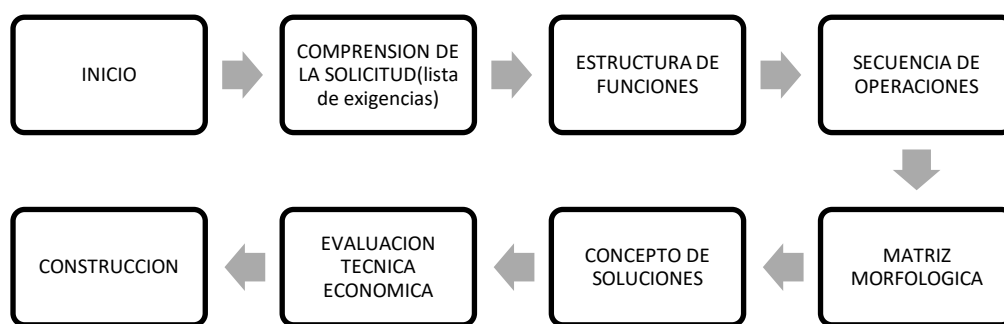 INICIO
COMPRENSION DE
LA SOLICITUD(lista
de exigencias)
ESTRUCTURA DE
FUNCIONES
SECUENCIA DE
OPERACIONES
MATRIZ
MORFOLOGICA
CONCEPTO DE
SOLUCIONES
EVALUACION
TECNICA
ECONOMICA
CONSTRUCCION